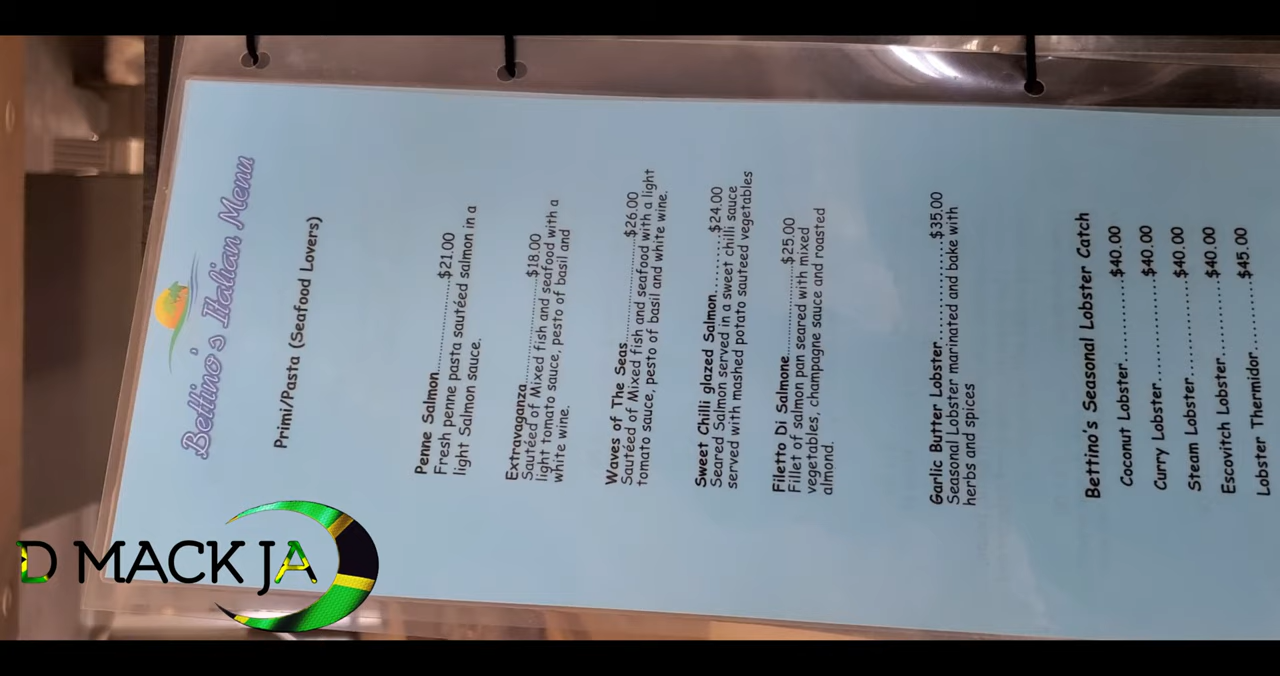 Bettino's Italian Menu
Primi/Pasta (Seafood Lovers)
Penne Salmon......................$21.00
Fresh penne pasta sautéed salmon in a
light Salmon sauce.
Extravaganza......................$18.00
Sautéed of Mixed fish and seafood with a
light tomato sauce, pesto of basil and
white wine.
Waves of The Seas......................$26.00
Sautéed of Mixed fish and seafood with a light
tomato sauce, pesto of basil and white wine.
Sweet Chilli glazed Salmon..........$24.00
Seared Salmon served in a sweet chilli sauce
served with mashed potato sauteed vegetables
Filetto Di Salmone......................$25.00
Fillet of salmon pan seared with mixed
vegetables, champagne sauce and roasted
almond.
Garlic Butter Lobster..................$35.00
Seasonal Lobster marinated and bake with
herbs and spices
Bettino's Seasonal Lobster Catch
Coconut Lobster..............$40.00
Curry Lobster.................$40.00
Steam Lobster................$40.00
Escovitch Lobster............$40.00
Lobster Thermidor...........$45.00
D MACK JA